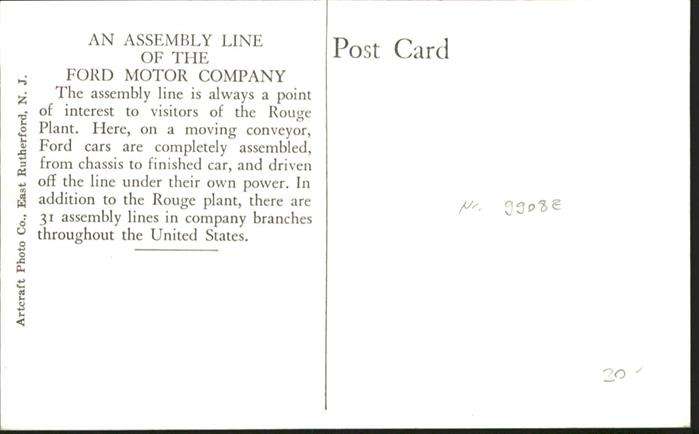 AN ASSEMBLY LINE
OF THE
FORD MOTOR COMPANY
The assembly line is always a point
of interest to visitors of the Rouge
Plant. Here, on a moving conveyor,
Ford cars are completely assembled,
from chassis to finished car, and driven
off the line under their own power. In
addition to the Rouge plant, there are
31 assembly lines in company branches
throughout the United States.
Artcraft Photo Co., East Rutherford, N. J.
Post Card
Nr. 9908E
20